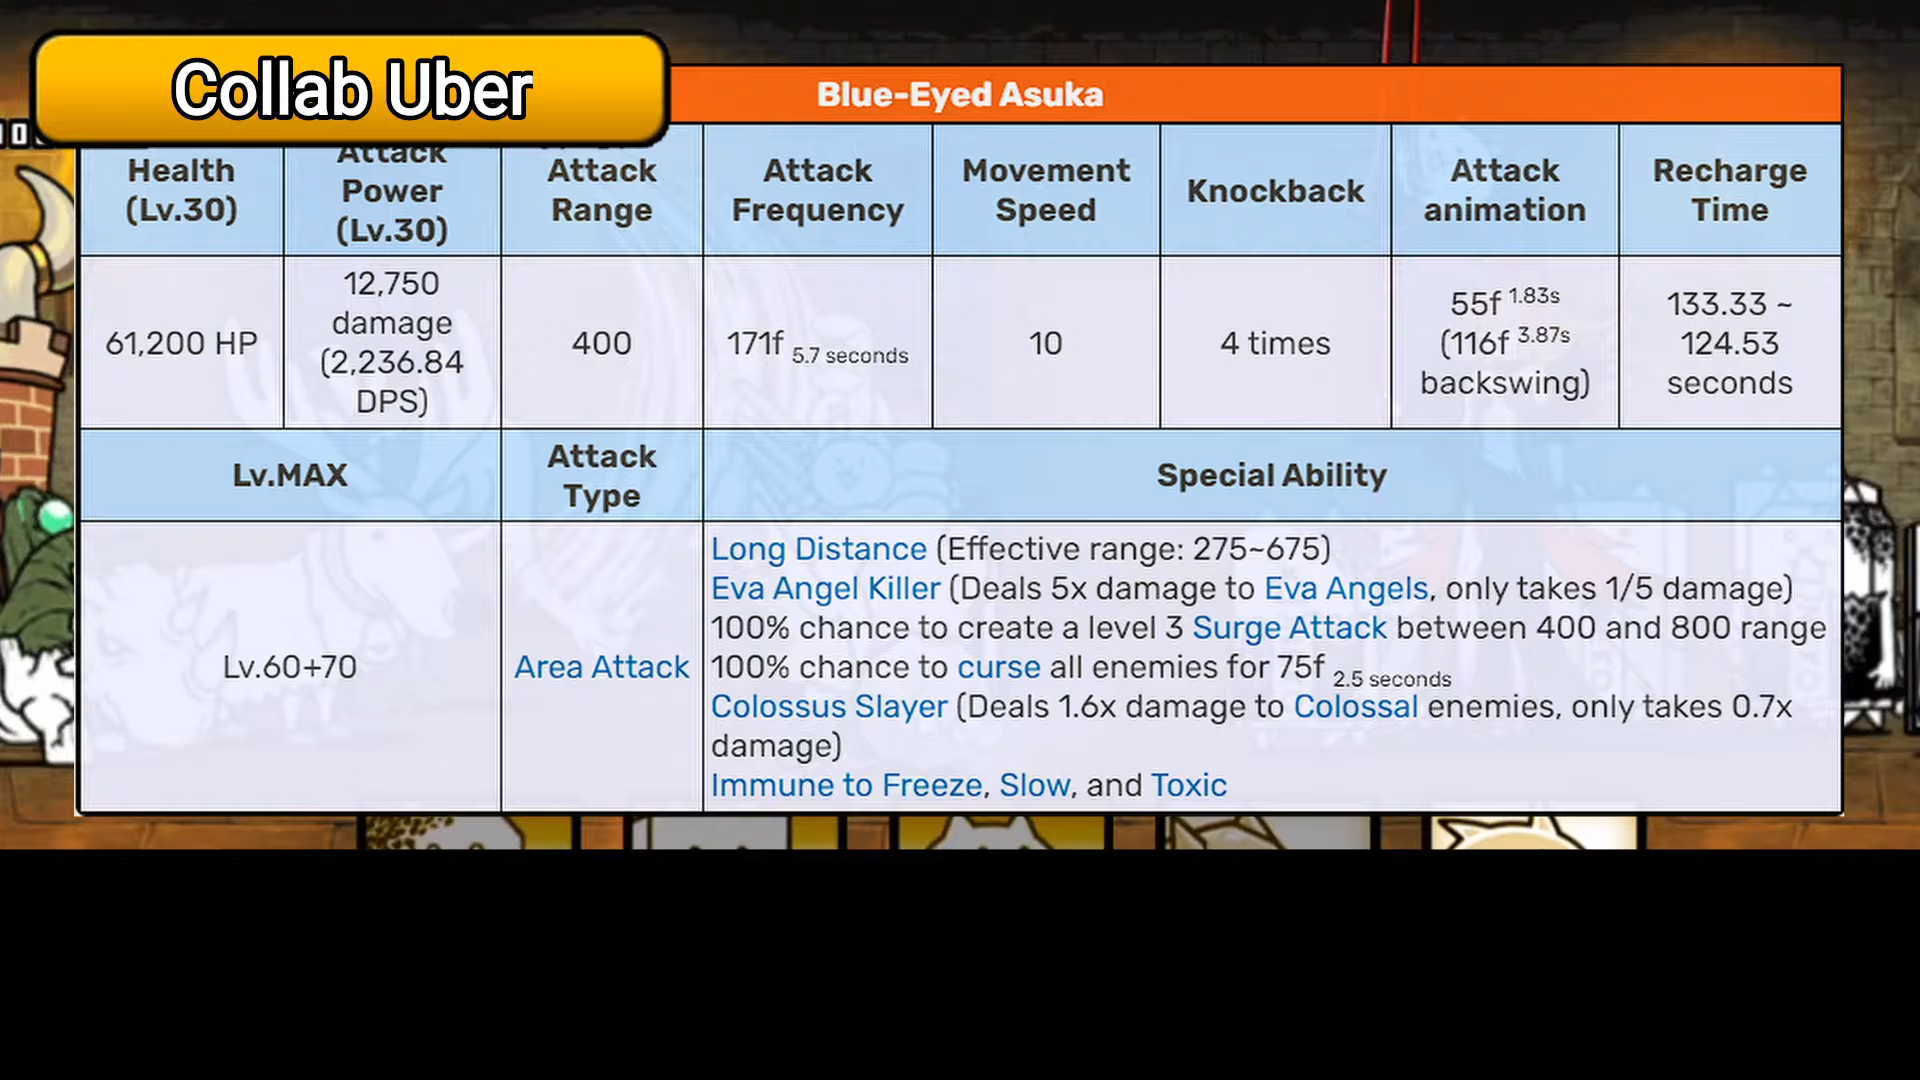 Collab Uber
Blue-Eyed Asuka
Health
(Lv.30)
Attack
Power
(Lv.30)
Attack
Range
Attack
Frequency
Movement
Speed
Knockback
Attack
animation
Recharge
Time
61,200 HP
12,750
damage
(2,236.84
DPS)
400
171f 5.7 seconds
10
4 times
55f 1.83s
(116f 3.87s
backswing)
133.33 ~
124.53
seconds
Lv.MAX
Attack
Type
Special Ability
Lv.60+70
Area Attack
Long Distance (Effective range: 275~675)
Eva Angel Killer (Deals 5x damage to Eva Angels, only takes 1/5 damage)
100% chance to create a level 3 Surge Attack between 400 and 800 range
100% chance to curse all enemies for 75f 2.5 seconds
Colossus Slayer (Deals 1.6x damage to Colossal enemies, only takes 0.7x
damage)
Immune to Freeze, Slow, and Toxic